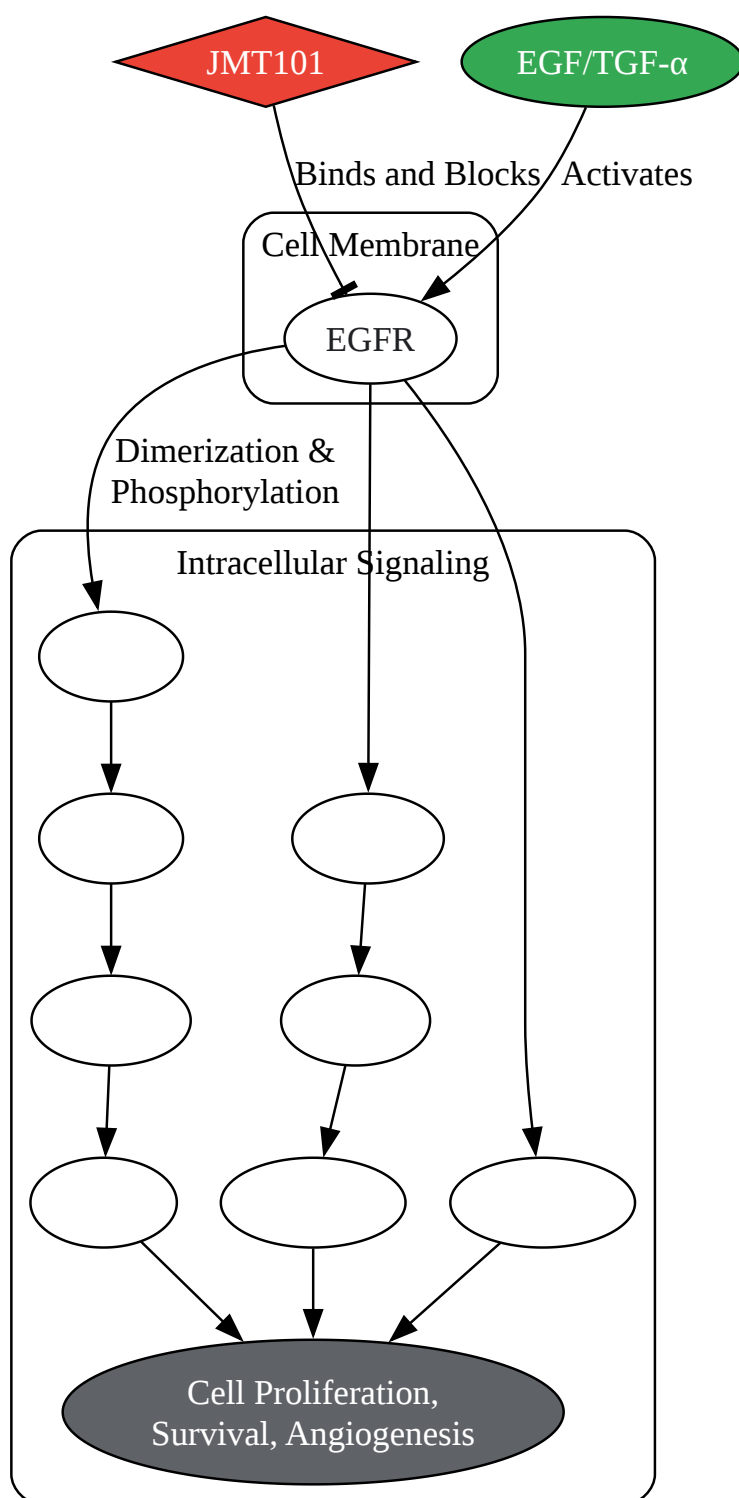 JMT101
EGF/TGF-α
Binds and Blocks
Activates
Cell Membrane
EGFR
Dimerization &
Phosphorylation
Intracellular Signaling
Cell Proliferation,
Survival, Angiogenesis